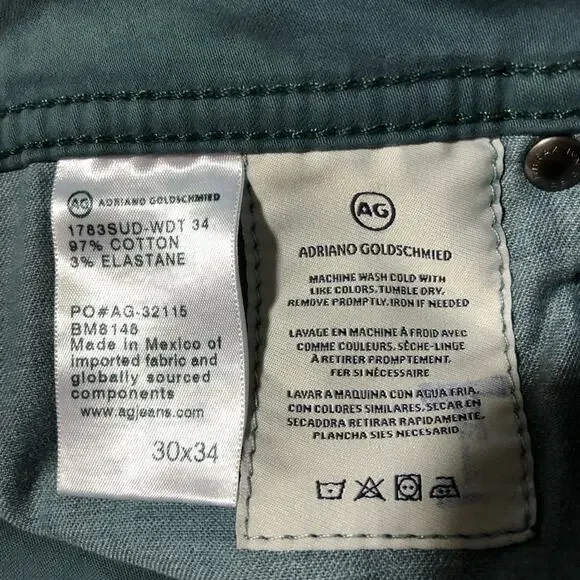 AG ADRIANO GOLDSCHMIED
1783SUD-WDT 34
97% COTTON
3% ELASTANE
PO#AG-32115
BM8148
Made in Mexico of
imported fabric and
globally sourced
components
www.agjeans.com
30x34
AG
ADRIANO GOLDSCHMIED
MACHINE WASH COLD WITH
LIKE COLORS. TUMBLE DRY.
REMOVE PROMPTLY. IRON IF NEEDED
LAVAGE EN MACHINE À FROID AVEC
COMME COULEURS. SÈCHE-LINGE
À RETIRER PROMPTEMENT.
FER SI NÉCESSAIRE
LAVAR A MAQUINA CON AGUA FRIA,
CON COLORES SIMILARES. SECAR EN
SECADDRA RETIRAR RAPIDAMENTE.
PLANCHA SIES NECESARID